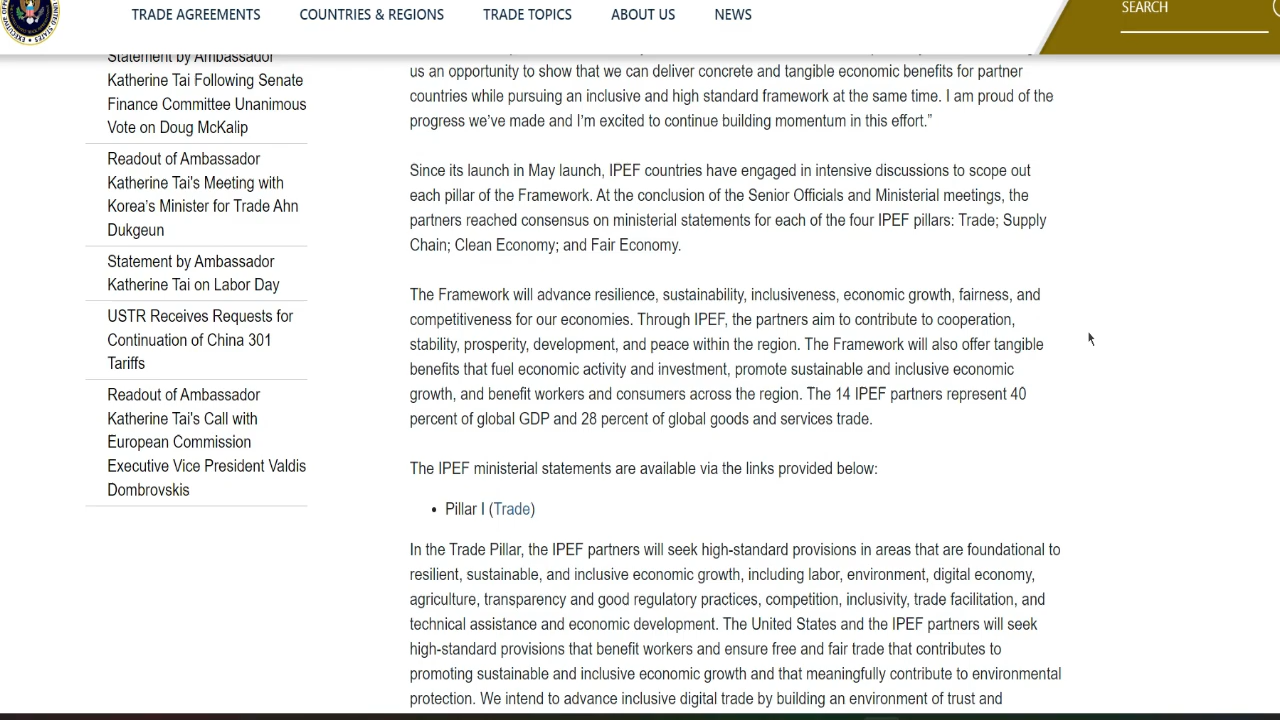 TRADE AGREEMENTS
COUNTRIES & REGIONS
TRADE TOPICS
ABOUT US
NEWS
SEARCH
Statement by Ambassador
Katherine Tai Following Senate
Finance Committee Unanimous
Vote on Doug McKalip
Readout of Ambassador
Katherine Tai's Meeting with
Korea's Minister for Trade Ahn
Dukgeun
Statement by Ambassador
Katherine Tai on Labor Day
USTR Receives Requests for
Continuation of China 301
Tariffs
Readout of Ambassador
Katherine Tai's Call with
European Commission
Executive Vice President Valdis
Dombrovskis
us an opportunity to show that we can deliver concrete and tangible economic benefits for partner
countries while pursuing an inclusive and high standard framework at the same time. I am proud of the
progress we've made and I'm excited to continue building momentum in this effort.”
Since its launch in May launch, IPEF countries have engaged in intensive discussions to scope out
each pillar of the Framework. At the conclusion of the Senior Officials and Ministerial meetings, the
partners reached consensus on ministerial statements for each of the four IPEF pillars: Trade; Supply
Chain; Clean Economy; and Fair Economy.
The Framework will advance resilience, sustainability, inclusiveness, economic growth, fairness, and
competitiveness for our economies. Through IPEF, the partners aim to contribute to cooperation,
stability, prosperity, development, and peace within the region. The Framework will also offer tangible
benefits that fuel economic activity and investment, promote sustainable and inclusive economic
growth, and benefit workers and consumers across the region. The 14 IPEF partners represent 40
percent of global GDP and 28 percent of global goods and services trade.
The IPEF ministerial statements are available via the links provided below:
• Pillar I (Trade)
In the Trade Pillar, the IPEF partners will seek high-standard provisions in areas that are foundational to
resilient, sustainable, and inclusive economic growth, including labor, environment, digital economy,
agriculture, transparency and good regulatory practices, competition, inclusivity, trade facilitation, and
technical assistance and economic development. The United States and the IPEF partners will seek
high-standard provisions that benefit workers and ensure free and fair trade that contributes to
promoting sustainable and inclusive economic growth and that meaningfully contribute to environmental
protection. We intend to advance inclusive digital trade by building an environment of trust and